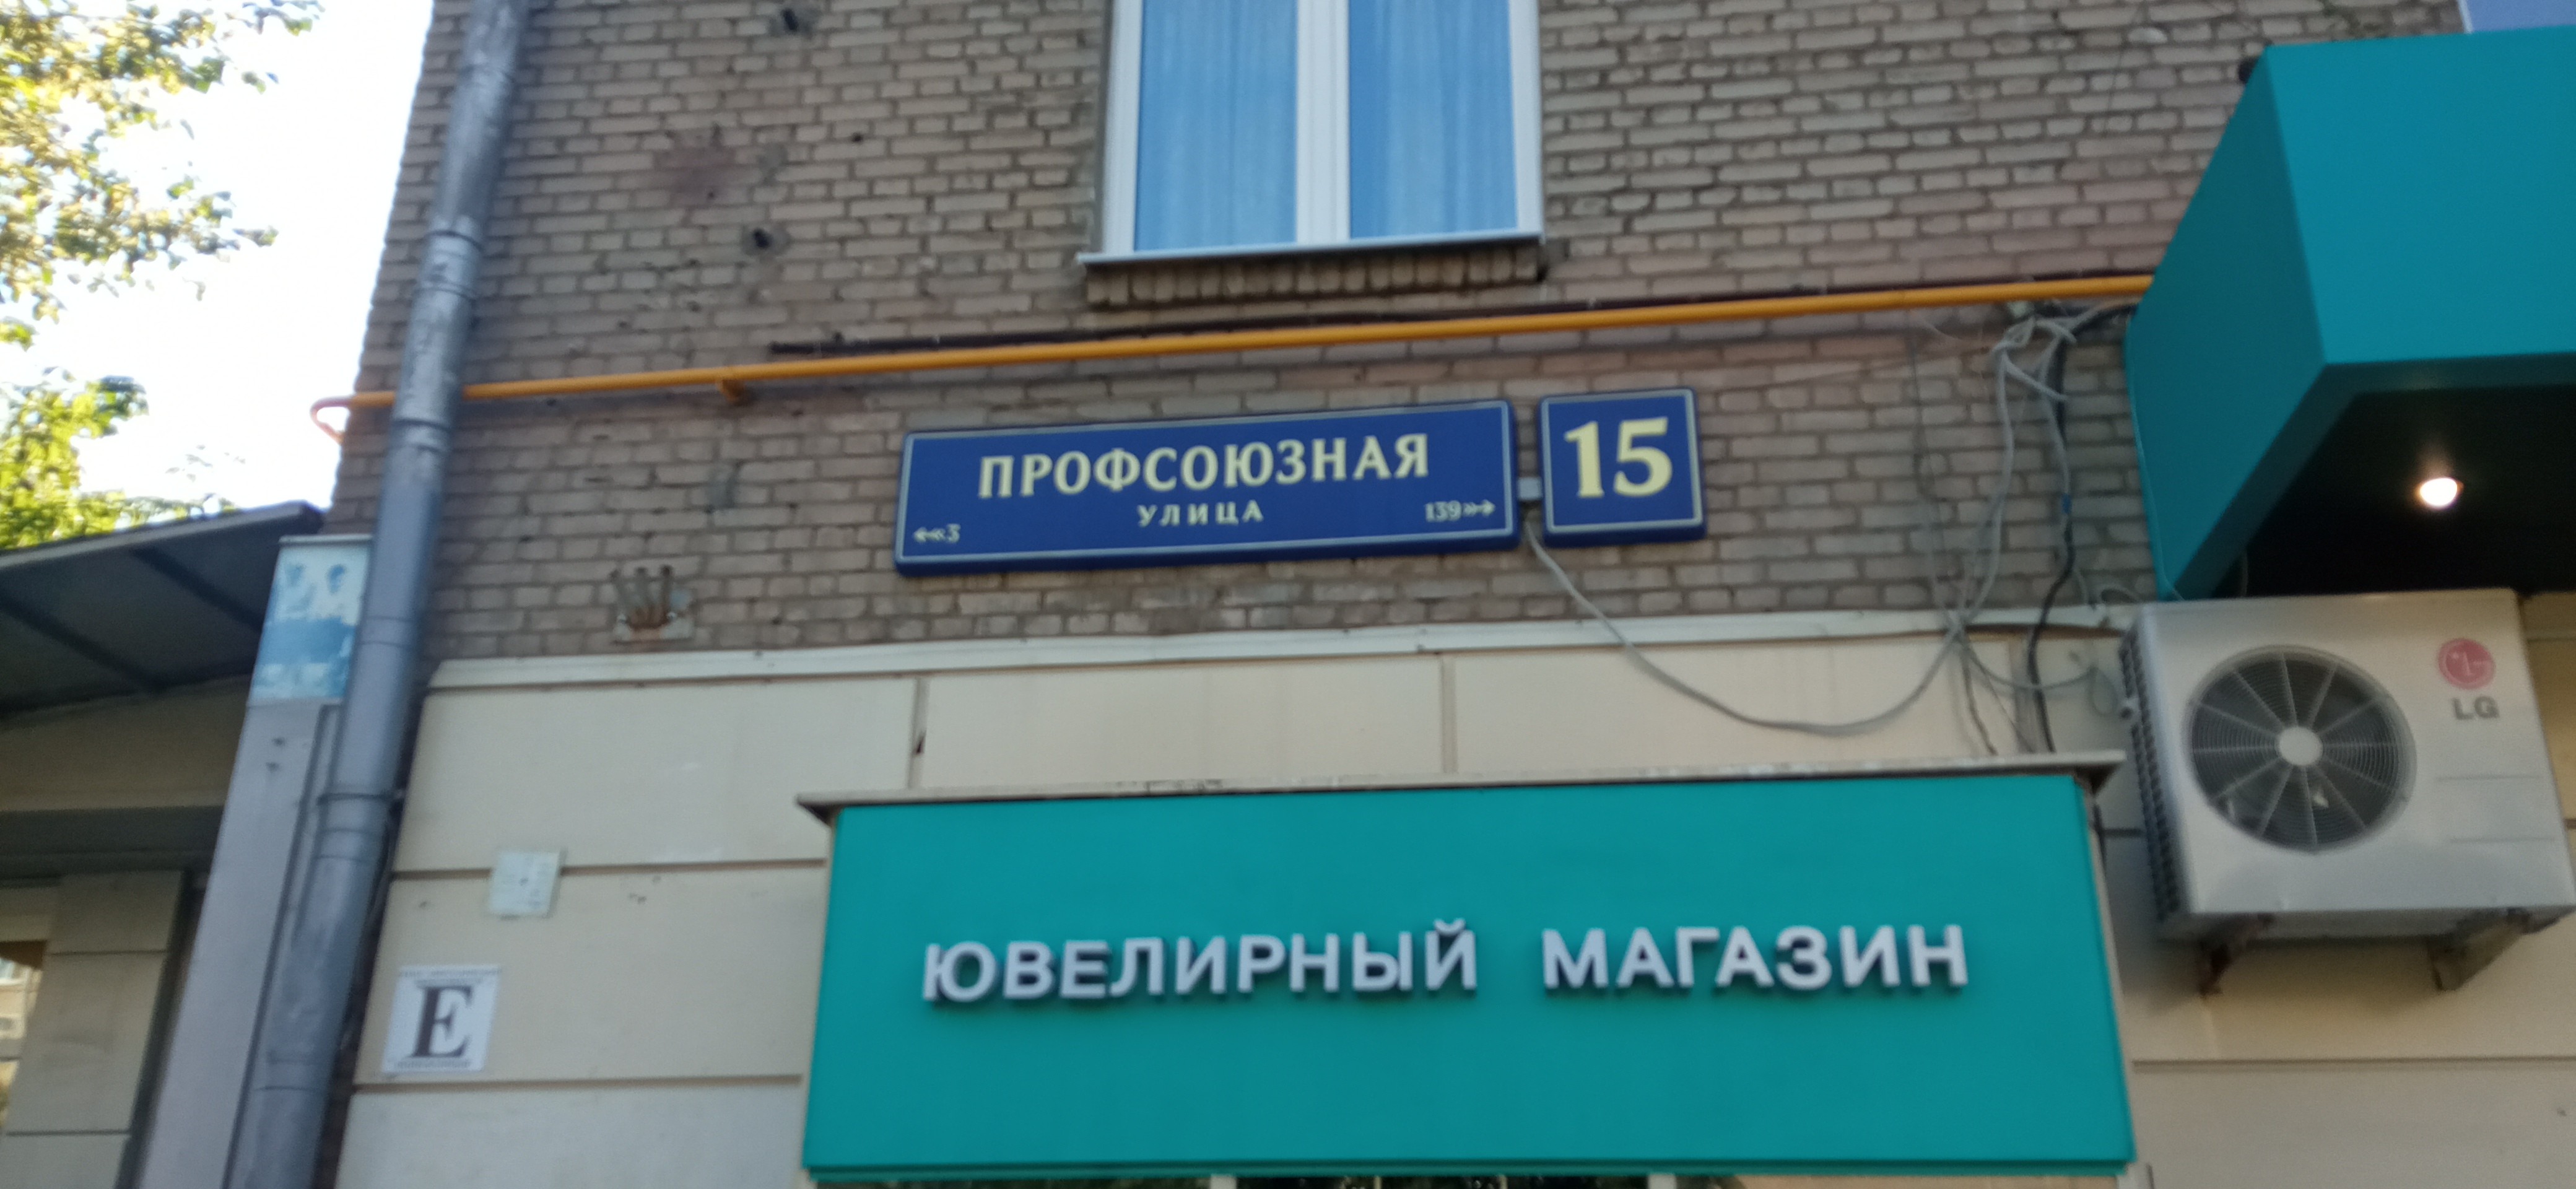 ПРОФСОЮЗНАЯ
УЛИЦА
3
139
15
LG
ЮВЕЛИРНЫЙ МАГАЗИН
E